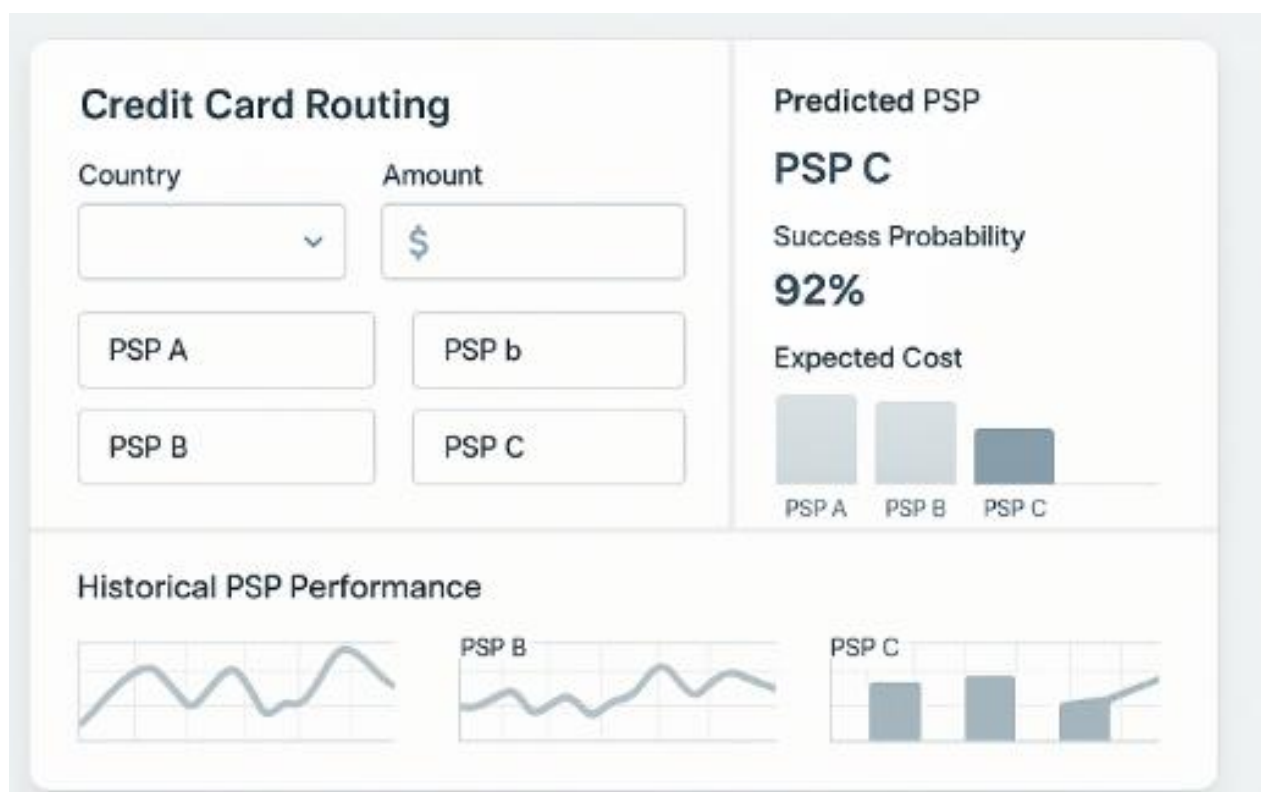 Credit Card Routing
Country
Amount
$
PSP A
PSP b
PSP B
PSP C
Predicted PSP
PSP C
Success Probability
92%
Expected Cost
PSP A
PSP B
PSP C
Historical PSP Performance
PSP B
PSP C